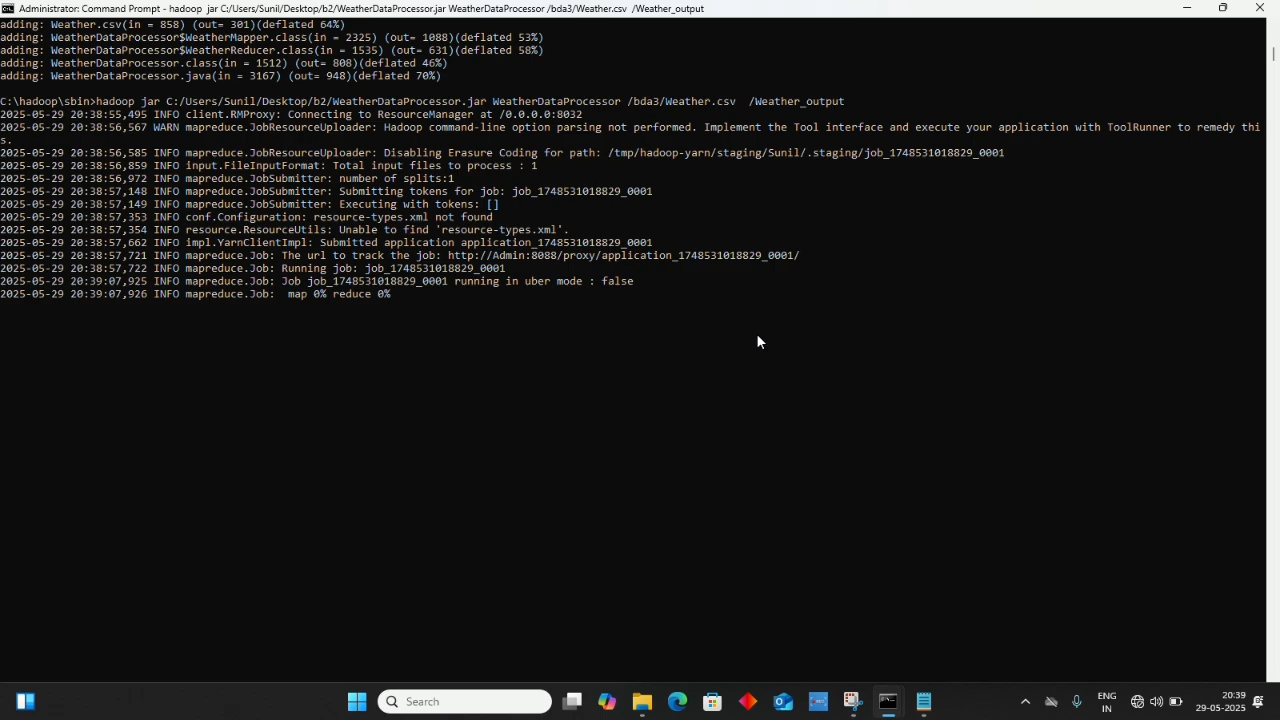 Administrator: Command Prompt - hadoop jar C:/Users/Sunil/Desktop/b2/WeatherDataProcessor.jar WeatherDataProcessor /bda3/Weather.csv /Weather_output
adding: Weather.csv(in = 858) (out= 301)(deflated 64%)
adding: WeatherDataProcessor$WeatherMapper.class(in = 2325) (out= 1088)(deflated 53%)
adding: WeatherDataProcessor$WeatherReducer.class(in = 1535) (out= 631)(deflated 58%)
adding: WeatherDataProcessor.class(in = 1512) (out= 808)(deflated 46%)
adding: WeatherDataProcessor.java(in = 3167) (out= 948)(deflated 70%)
C:\hadoop\sbin>hadoop jar C:/Users/Sunil/Desktop/b2/WeatherDataProcessor.jar WeatherDataProcessor /bda3/Weather.csv /Weather_output
2025-05-29 20:38:55,495 INFO client.RMProxy: Connecting to ResourceManager at /0.0.0.0:8032
2025-05-29 20:38:56,567 WARN mapreduce.JobResourceUploader: Hadoop command-line option parsing not performed. Implement the Tool interface and execute your application with ToolRunner to remedy thi
s.
2025-05-29 20:38:56,585 INFO mapreduce.JobResourceUploader: Disabling Erasure Coding for path: /tmp/hadoop-yarn/staging/Sunil/.staging/job_1748531018829_0001
2025-05-29 20:38:56,859 INFO input.FileInputFormat: Total input files to process : 1
2025-05-29 20:38:56,972 INFO mapreduce.JobSubmitter: number of splits:1
2025-05-29 20:38:57,148 INFO mapreduce.JobSubmitter: Submitting tokens for job: job_1748531018829_0001
2025-05-29 20:38:57,149 INFO mapreduce.JobSubmitter: Executing with tokens: []
2025-05-29 20:38:57,353 INFO conf.Configuration: resource-types.xml not found
2025-05-29 20:38:57,354 INFO resource.ResourceUtils: Unable to find 'resource-types.xml'.
2025-05-29 20:38:57,662 INFO impl.YarnClientImpl: Submitted application application_1748531018829_0001
2025-05-29 20:38:57,721 INFO mapreduce.Job: The url to track the job: http://Admin:8088/proxy/application_1748531018829_0001/
2025-05-29 20:38:57,722 INFO mapreduce.Job: Running job: job_1748531018829_0001
2025-05-29 20:39:07,925 INFO mapreduce.Job: Job job_1748531018829_0001 running in uber mode : false
2025-05-29 20:39:07,926 INFO mapreduce.Job:  map 0% reduce 0%
Search
ENG
IN
20:39
29-05-2025